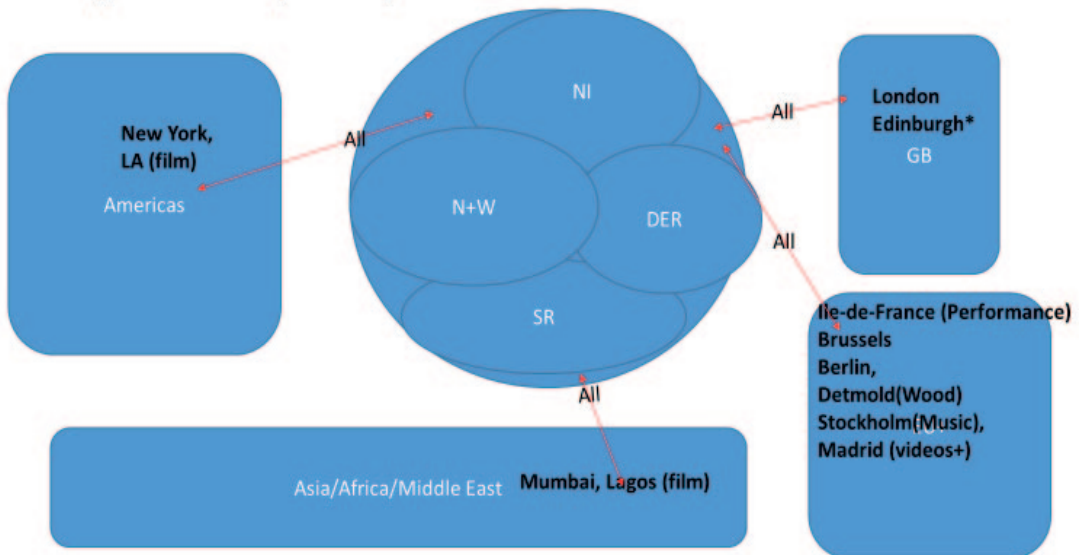 NI
All
London
Edinburgh*
GB
New York,
LA (film)
Americas
All
N+W
DER
All
SR
Ile-de-France (Performance)
Brussels
Berlin,
Detmold(Wood)
Stockholm(Music),
Madrid (videos+)
All
Asia/Africa/Middle East
Mumbai, Lagos (film)